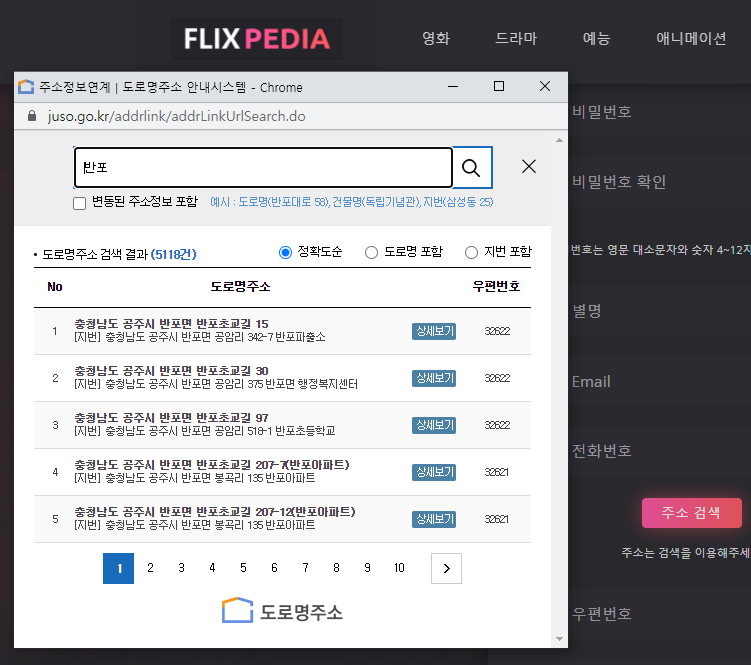 FLIXPEDIA
영화 드라마 예능 애니메이션
주소정보연계 | 도로명주소 안내시스템 - Chrome
juso.go.kr/addrlink/addrLinkUrlSearch.do
반포
변동된 주소정보 포함 예시 : 도로명(반포대로 58), 건물명(독립기념관), 지번(삼성동 25)
• 도로명주소 검색 결과 (5118건) 정확도순 도로명 포함 지번 포함
No 도로명주소 우편번호
1 충청남도 공주시 반포면 반포초교길 15 상세보기 32622
[지번] 충청남도 공주시 반포면 공암리 342-7 반포파출소
2 충청남도 공주시 반포면 반포초교길 30 상세보기 32622
[지번] 충청남도 공주시 반포면 공암리 375 반포면 행정복지센터
3 충청남도 공주시 반포면 반포초교길 97 상세보기 32622
[지번] 충청남도 공주시 반포면 공암리 519-1 반포초등학교
4 충청남도 공주시 반포면 반포초교길 207-7(반포아파트) 상세보기 32621
[지번] 충청남도 공주시 반포면 봉곡리 135 반포아파트
5 충청남도 공주시 반포면 반포초교길 207-12(반포아파트) 상세보기 32621
[지번] 충청남도 공주시 반포면 봉곡리 135 반포아파트
1 2 3 4 5 6 7 8 9 10 >
도로명주소
비밀번호
비밀번호 확인
번호는 영문 대소문자와 숫자 4~12자
별명
Email
전화번호
주소 검색
주소는 검색을 이용해주세
우편번호